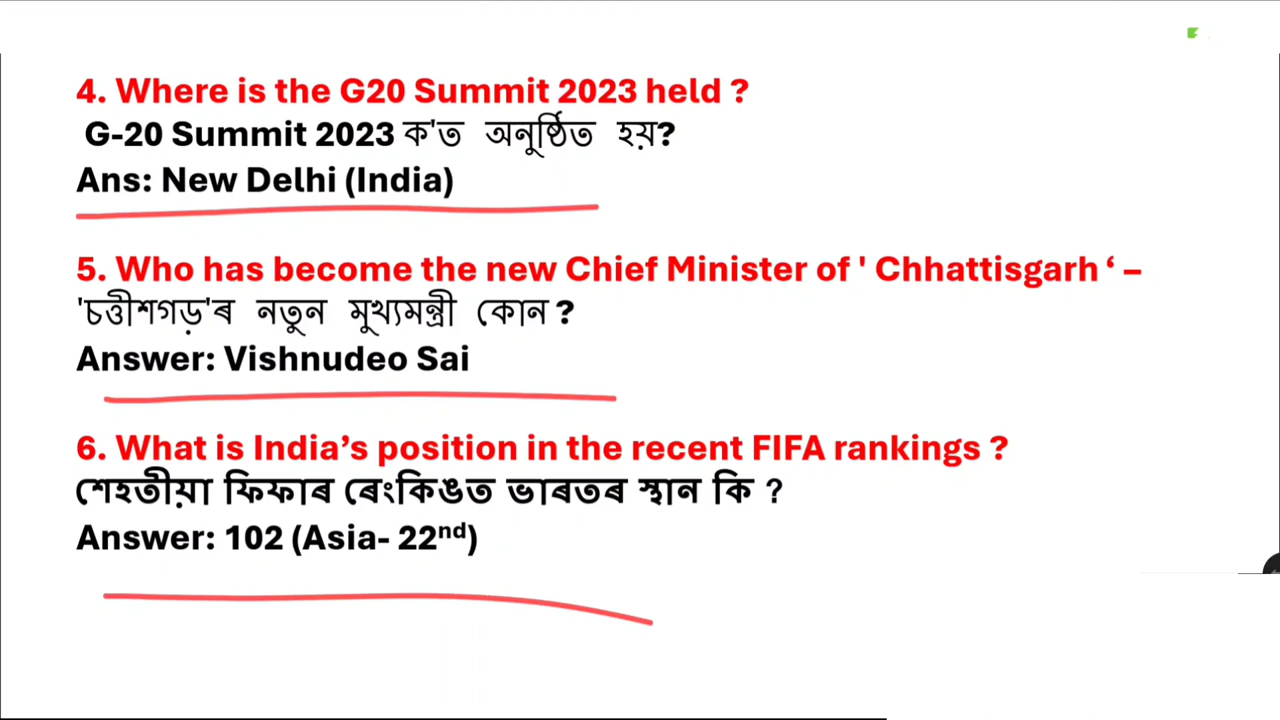 4. Where is the G20 Summit 2023 held ?
G-20 Summit 2023 ক'ত অনুষ্ঠিত হয়?
Ans: New Delhi (India)
5. Who has become the new Chief Minister of ' Chhattisgarh ‘ –
'চত্তীশগড়'ৰ নতুন মুখ্যমন্ত্ৰী কোন ?
Answer: Vishnudeo Sai
6. What is India’s position in the recent FIFA rankings ?
শেহতীয়া ফিফাৰ ৰেংকিঙত ভাৰতৰ স্থান কি ?
Answer: 102 (Asia- 22nd)